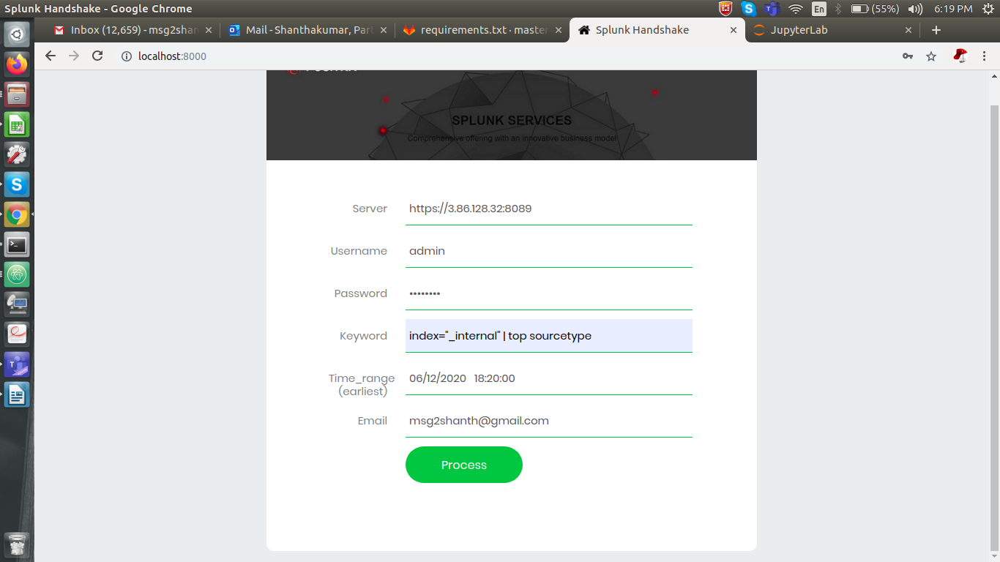 Splunk Handshake - Google Chrome
En
(55%)
6:19 PM
Inbox (12,659) - msg2shan
Mail - Shanthakumar, Par
requirements.txt · master
Splunk Handshake
JupyterLab
localhost:8000
SPLUNK SERVICES
Comprehensive offering with an innovative business model
Server
https://3.86.128.32:8089
Username
admin
Password
••••••••
Keyword
index="_internal" | top sourcetype
Time_range
(earliest)
06/12/2020 18:20:00
Email
msg2shanth@gmail.com
Process